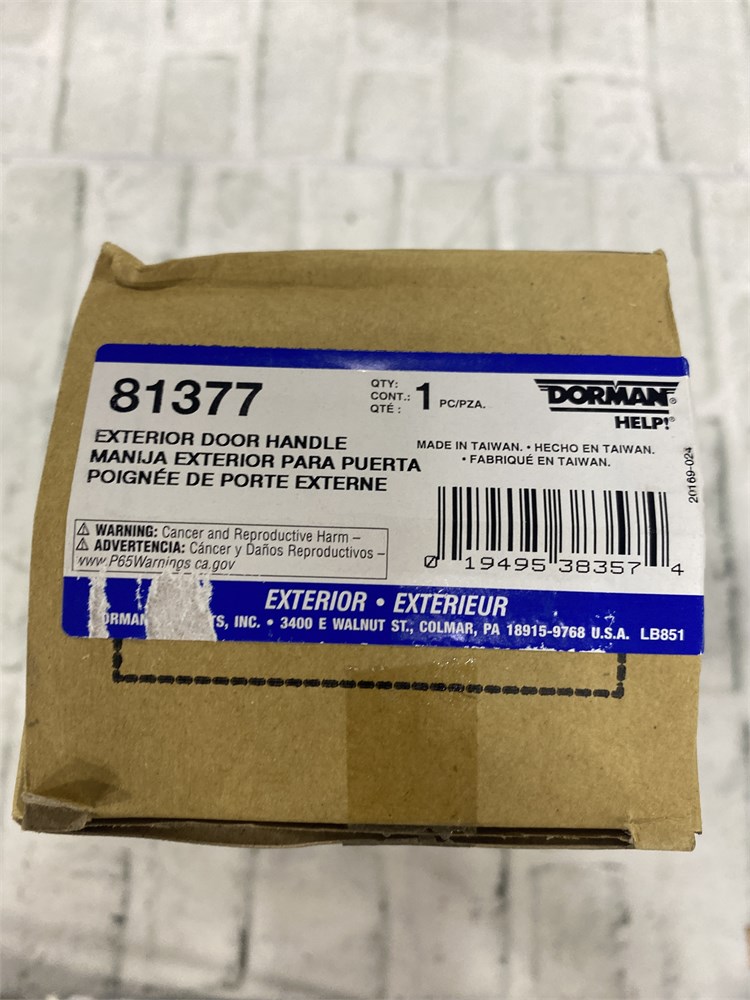 81377
QTY:
CONT.: 1 PC/PZA.
QTÉ :
DORMAN®
HELP!®
EXTERIOR DOOR HANDLE
MANIJA EXTERIOR PARA PUERTA
POIGNÉE DE PORTE EXTERNE
MADE IN TAIWAN. • HECHO EN TAIWAN.
• FABRIQUÉ EN TAIWAN.
20169-024
⚠ WARNING: Cancer and Reproductive Harm –
⚠ ADVERTENCIA: Cáncer y Daños Reproductivos –
www.P65Warnings.ca.gov
0 19495 38357 4
EXTERIOR • EXTERIEUR
INC. • 3400 E WALNUT ST., COLMAR, PA 18915-9768 U.S.A. LB851